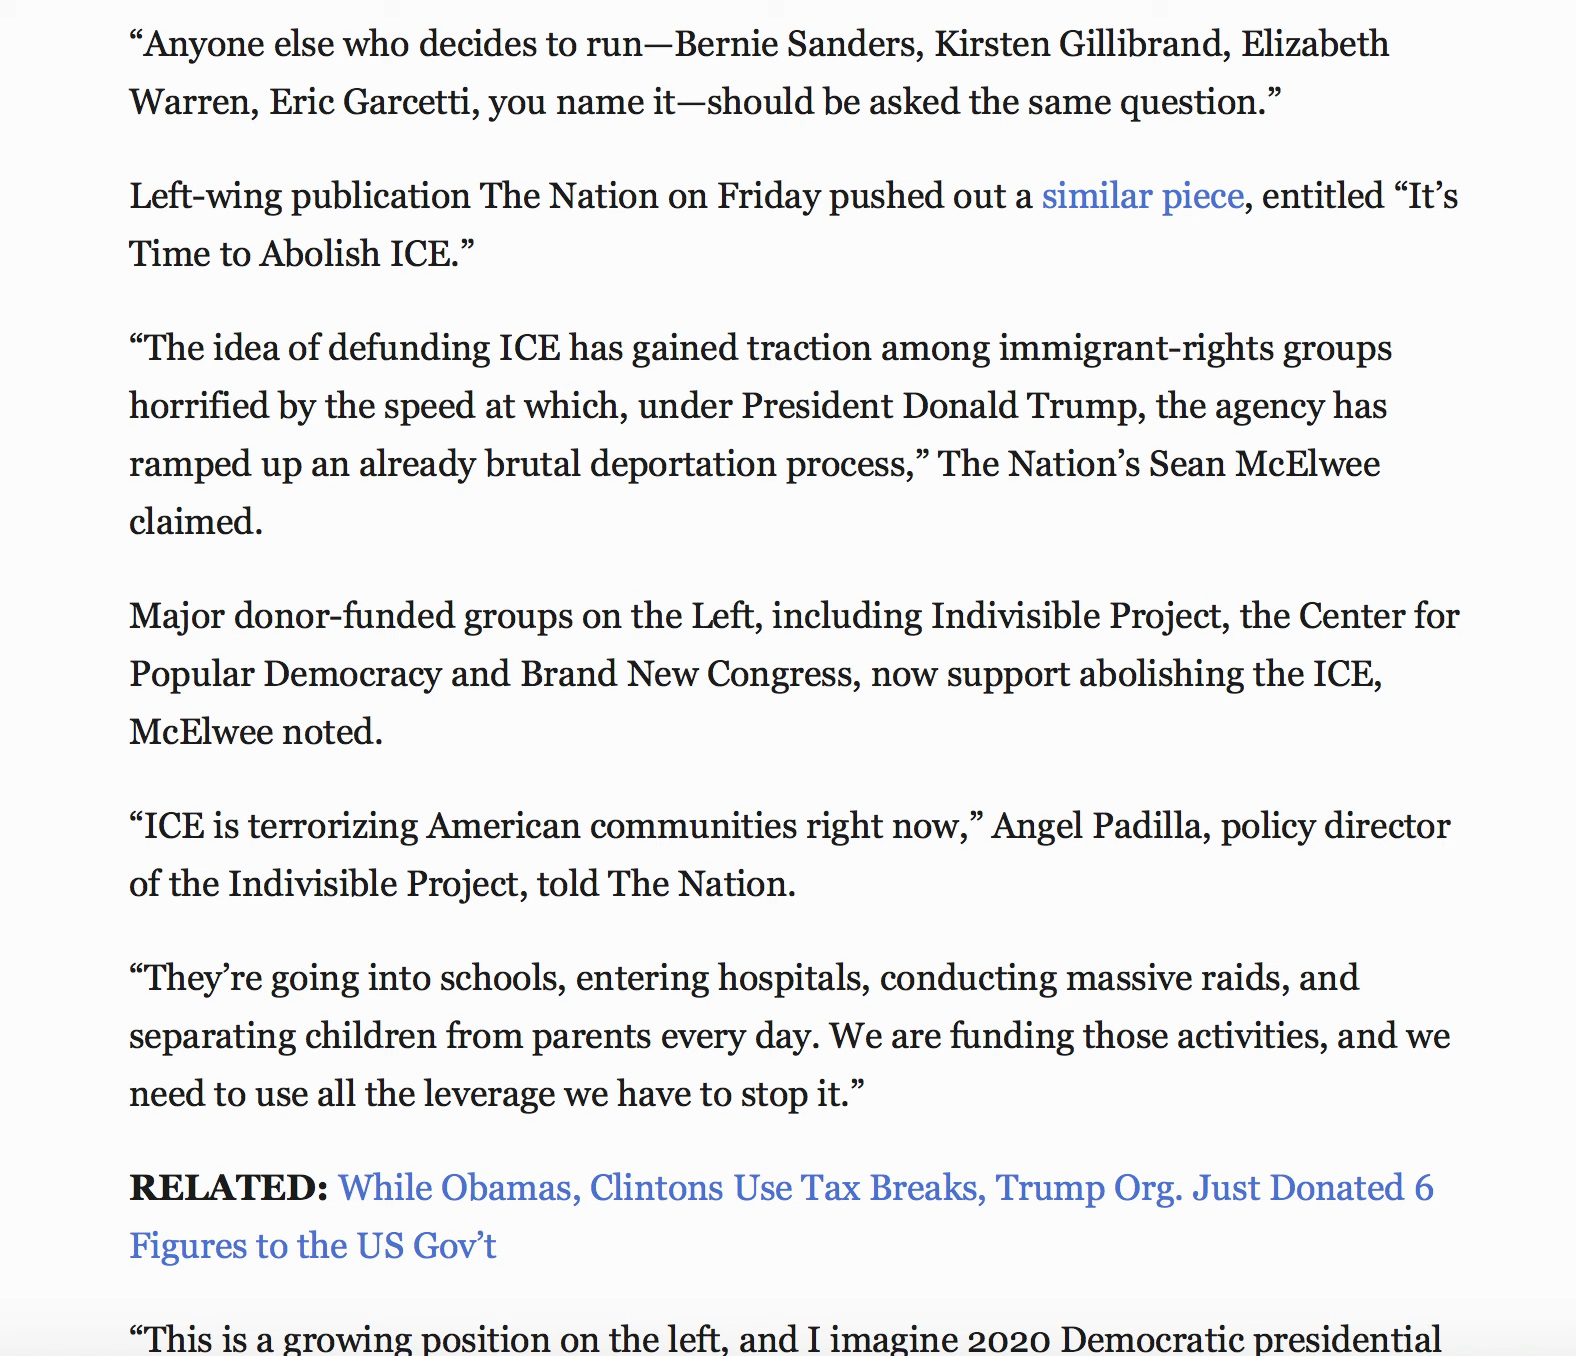 “Anyone else who decides to run—Bernie Sanders, Kirsten Gillibrand, Elizabeth
Warren, Eric Garcetti, you name it—should be asked the same question.”
Left-wing publication The Nation on Friday pushed out a similar piece, entitled “It’s
Time to Abolish ICE.”
“The idea of defunding ICE has gained traction among immigrant-rights groups
horrified by the speed at which, under President Donald Trump, the agency has
ramped up an already brutal deportation process,” The Nation’s Sean McElwee
claimed.
Major donor-funded groups on the Left, including Indivisible Project, the Center for
Popular Democracy and Brand New Congress, now support abolishing the ICE,
McElwee noted.
“ICE is terrorizing American communities right now,” Angel Padilla, policy director
of the Indivisible Project, told The Nation.
“They’re going into schools, entering hospitals, conducting massive raids, and
separating children from parents every day. We are funding those activities, and we
need to use all the leverage we have to stop it.”
RELATED: While Obamas, Clintons Use Tax Breaks, Trump Org. Just Donated 6
Figures to the US Gov’t
“This is a growing position on the left, and I imagine 2020 Democratic presidential